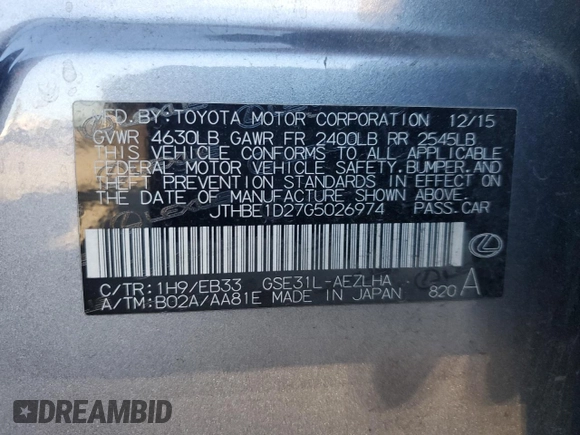 MFD. BY: TOYOTA MOTOR CORPORATION 12/15
GVWR 4630LB GAWR FR 2400LB RR 2545LB
THIS VEHICLE CONFORMS TO ALL APPLICABLE
FEDERAL MOTOR VEHICLE SAFETY, BUMPER, AND
THEFT PREVENTION STANDARDS IN EFFECT ON
THE DATE OF MANUFACTURE SHOWN ABOVE.
JTHBE1D27G5026974 PASS. CAR
C/TR: 1H9/EB33 GSE31L-AEZLHA
A/TM: B02A/AA81E MADE IN JAPAN 820 A
DREAMBID